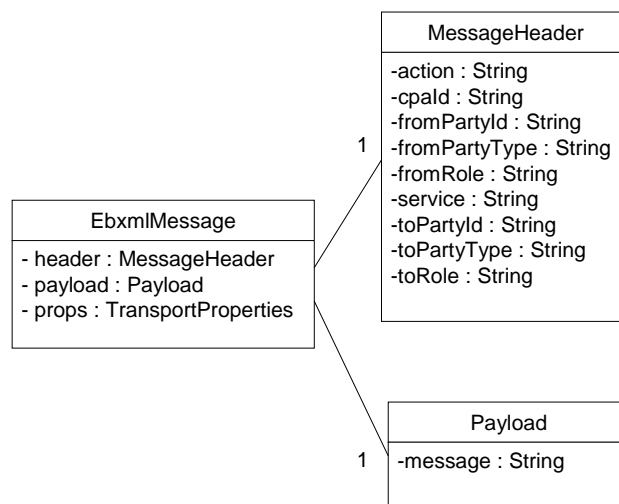 MessageHeader
-action : String
-cpaId : String
-fromPartyId : String
-fromPartyType : String
-fromRole : String
-service : String
-toPartyId : String
-toPartyType : String
-toRole : String
1
EbxmlMessage
- header : MessageHeader
- payload : Payload
- props : TransportProperties
Payload
-message : String
1